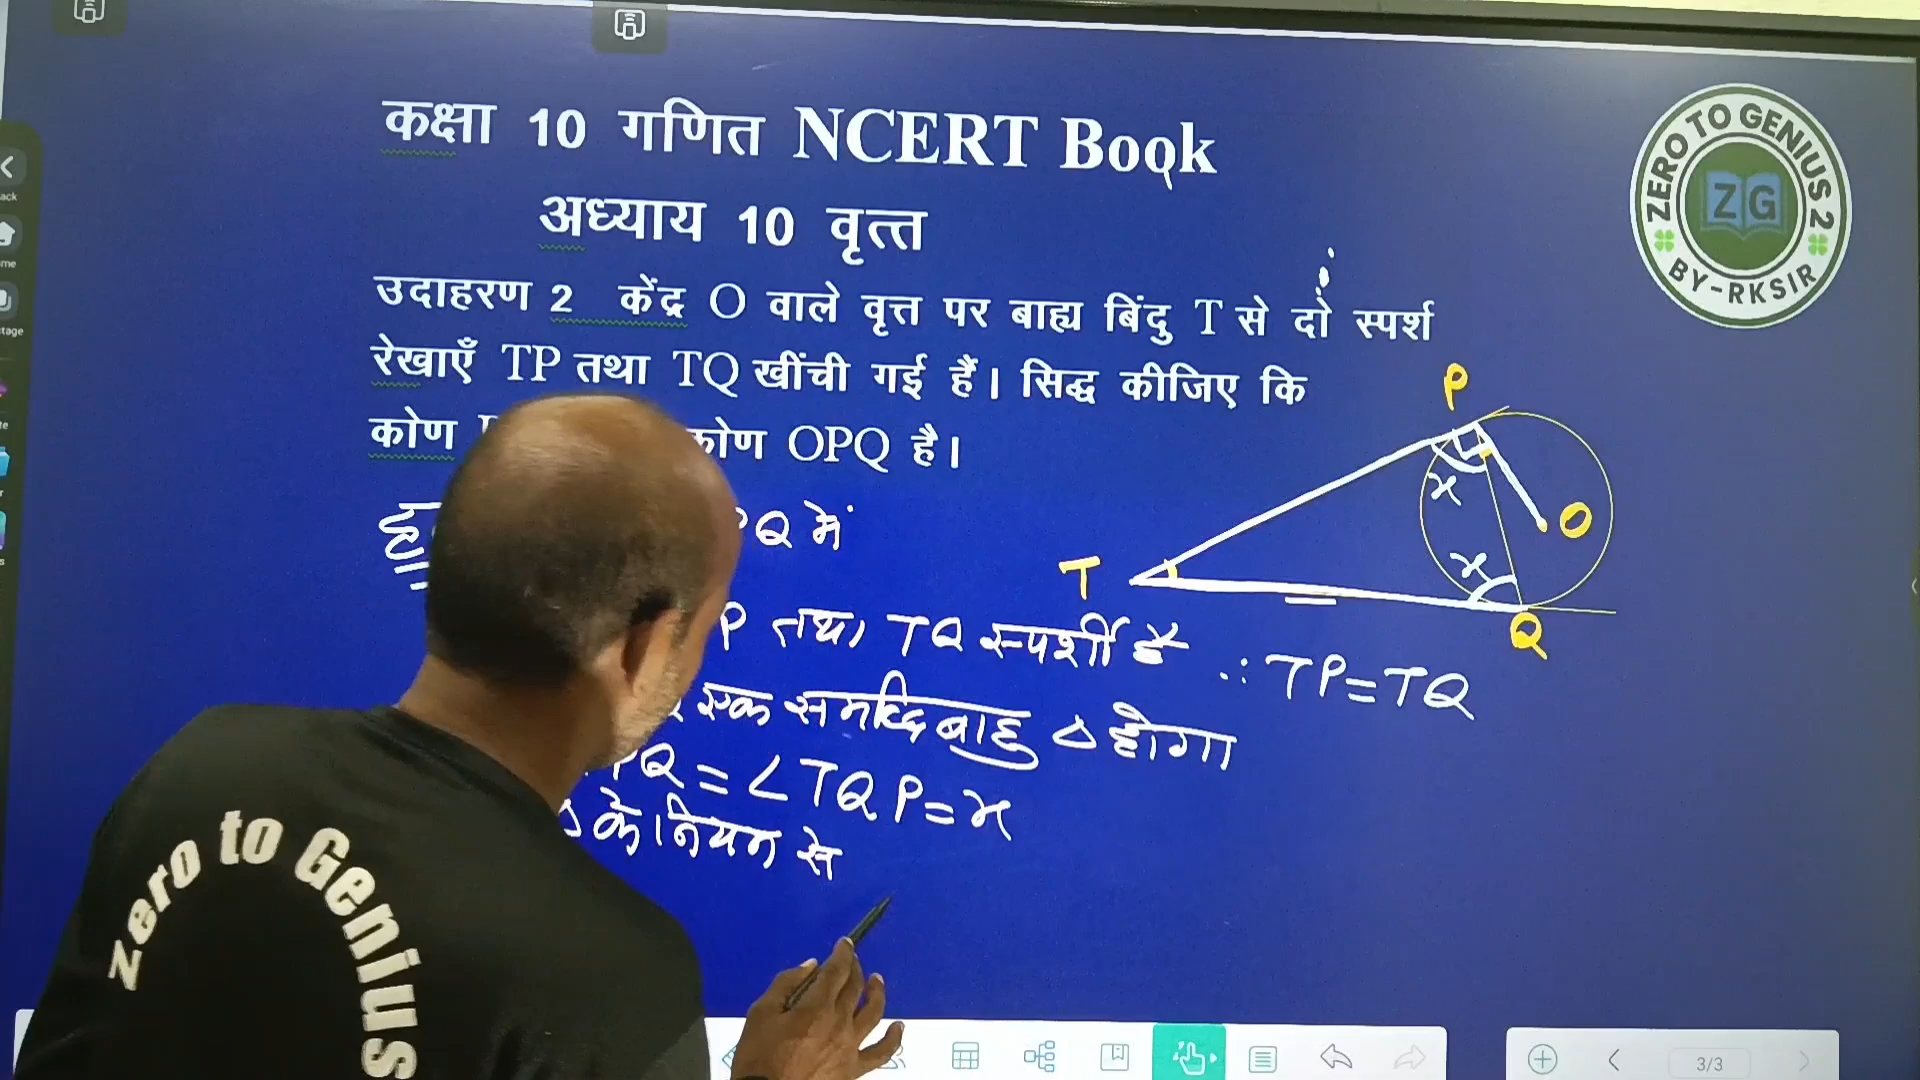 कक्षा 10 गणित NCERT Book
अध्याय 10 वृत्त
उदाहरण 2 केंद्र O वाले वृत्त पर बाह्य बिंदु T से दो स्पर्श
रेखाएँ TP तथा TQ खींची गई हैं। सिद्ध कीजिए कि
कोण कोण OPQ है।
Q में
P तथा TQ स्पर्शी है ∴ TP=TQ
एक समद्विबाहु Δ होगा
PQ = ∠TQP = x
Δ के नियम से
P
x
O
x
T
Q
ZERO TO GENIUS 2
ZG
BY-RKSIR
zero to Genius
3/3